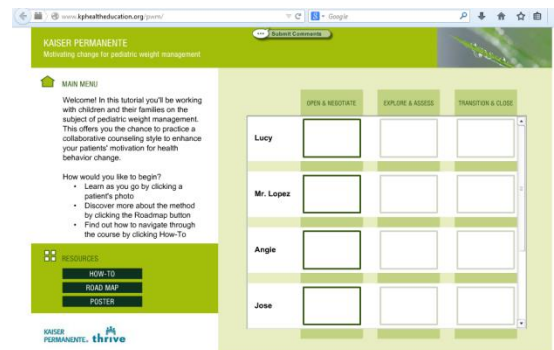 www.kphealtheducation.org/pwm/
Google
Submit Comments
KAISER PERMANENTE
Motivating change for pediatric weight management
MAIN MENU
Welcome! In this tutorial you'll be working
with children and their families on the
subject of pediatric weight management.
This offers you the chance to practice a
collaborative counseling style to enhance
your patients' motivation for health
behavior change.
How would you like to begin?
• Learn as you go by clicking a
patient's photo
• Discover more about the method
by clicking the Roadmap button
• Find out how to navigate through
the course by clicking How-To
RESOURCES
HOW-TO
ROAD MAP
POSTER
KAISER
PERMANENTE. thrive
OPEN & NEGOTIATE EXPLORE & ASSESS TRANSITION & CLOSE
Lucy
Mr. Lopez
Angie
Jose